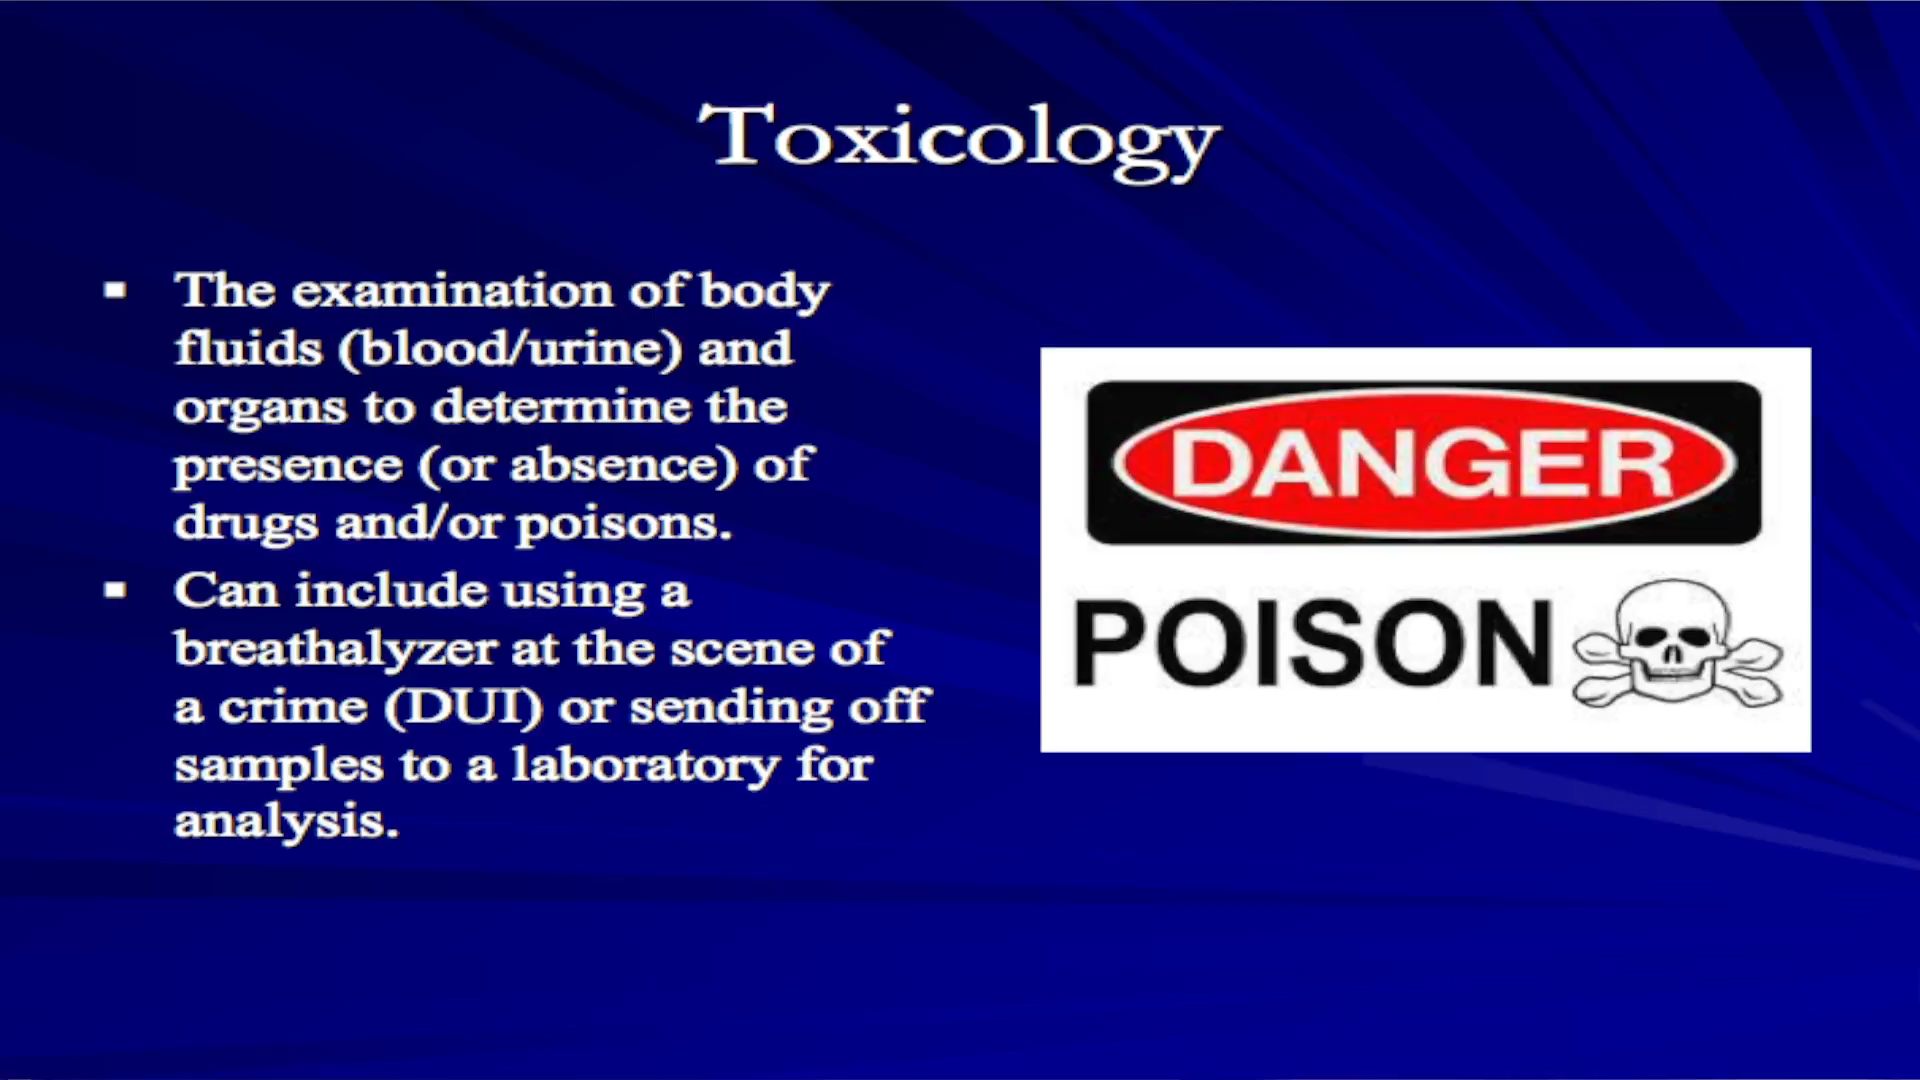 Toxicology
▪ The examination of body
fluids (blood/urine) and
organs to determine the
presence (or absence) of
drugs and/or poisons.
▪ Can include using a
breathalyzer at the scene of
a crime (DUI) or sending off
samples to a laboratory for
analysis.
DANGER
POISON